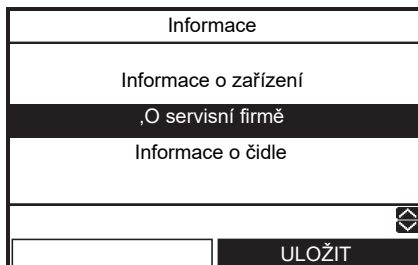 Informace
Informace o zařízení
,O servisní firmě
Informace o čidle
ULOŽIT